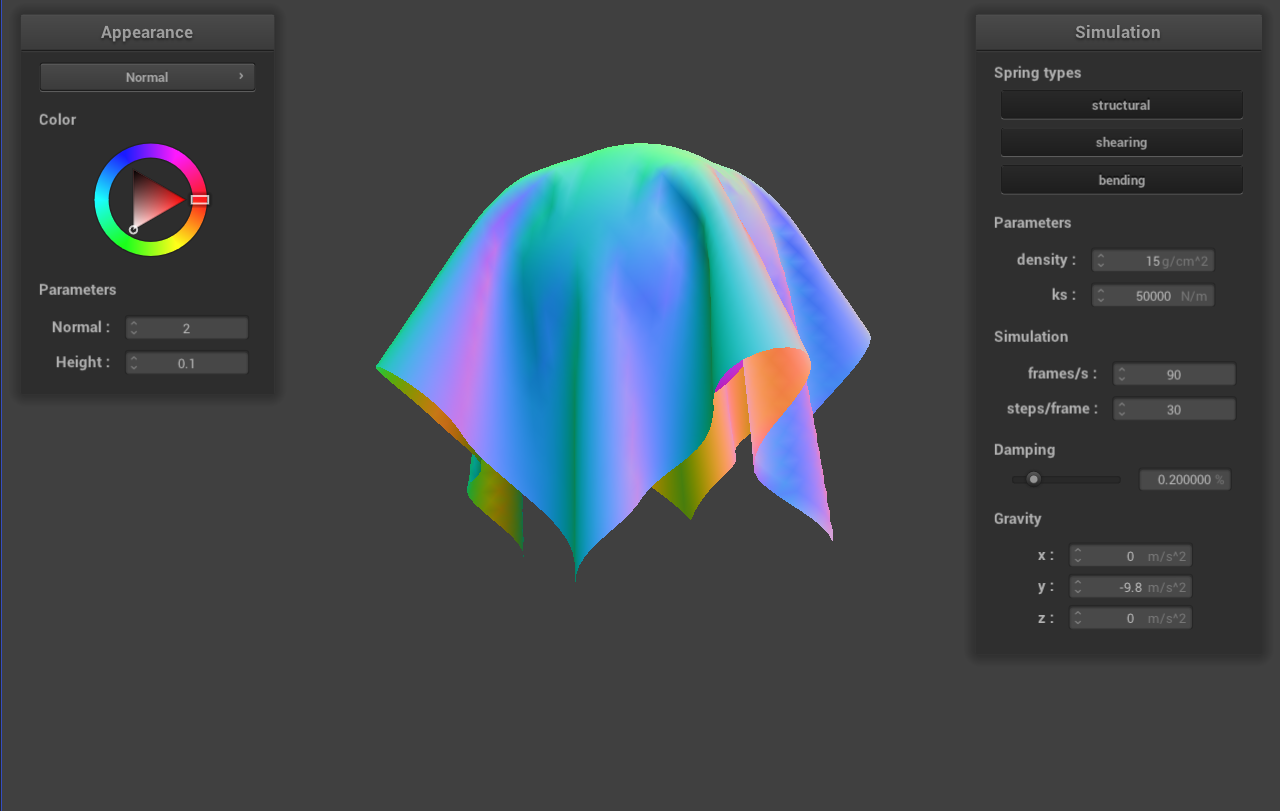 Appearance
Normal
Color
Parameters
Normal : 2
Height : 0.1
Simulation
Spring types
structural
shearing
bending
Parameters
density : 15 g/cm^2
ks : 50000 N/m
Simulation
frames/s : 90
steps/frame : 30
Damping
0.200000 %
Gravity
x : 0 m/s^2
y : -9.8 m/s^2
z : 0 m/s^2